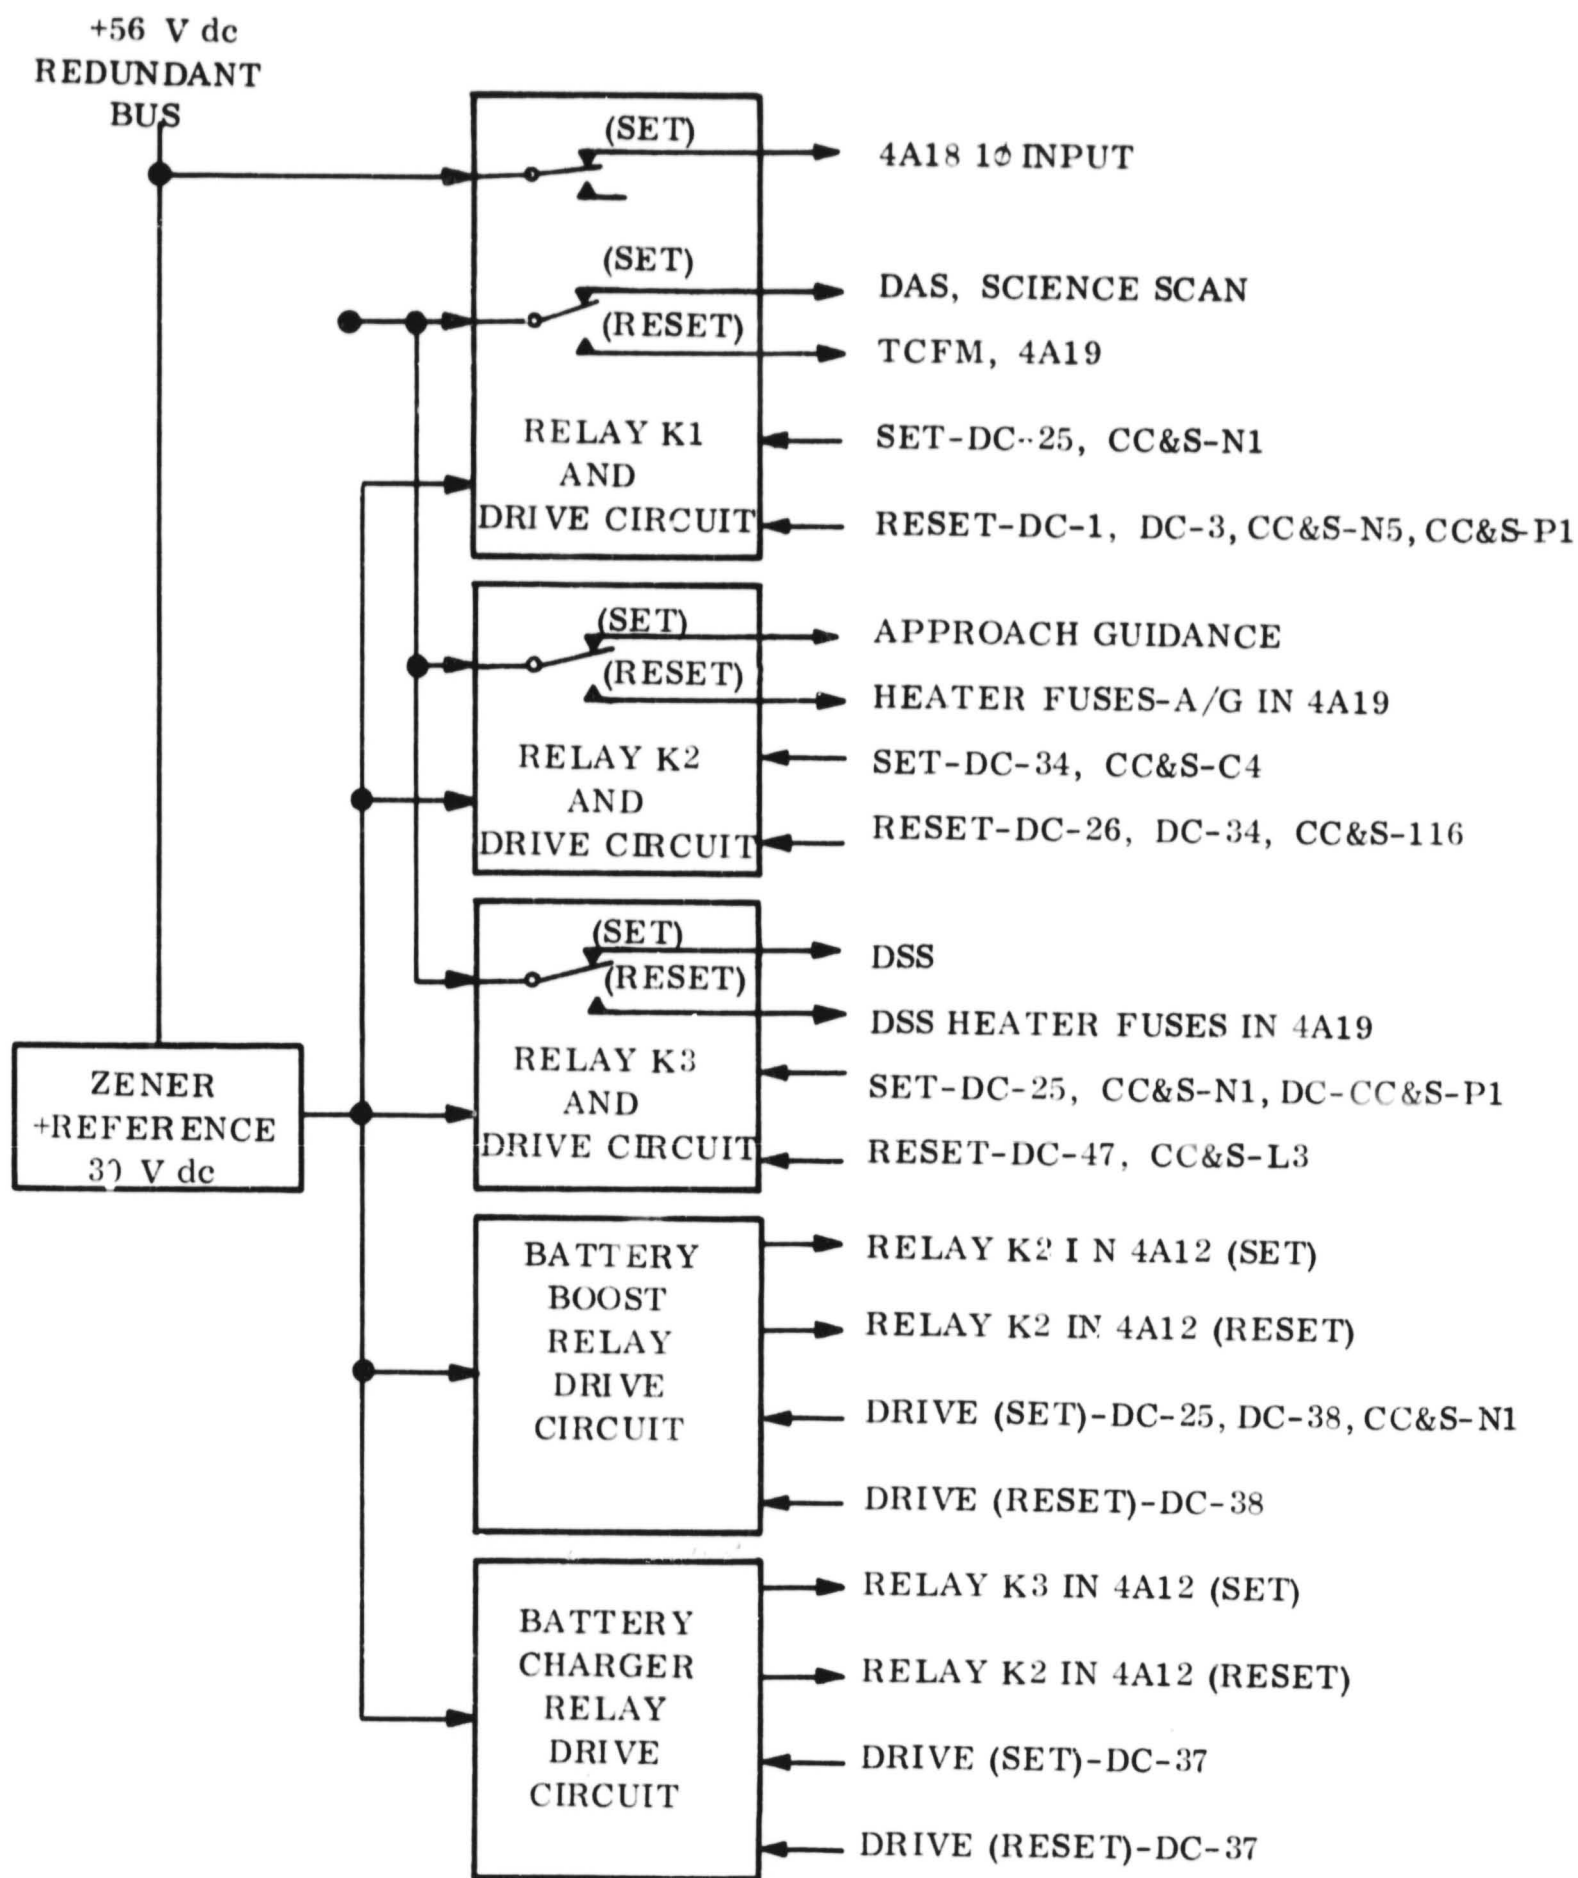 +56 V dc
REDUNDANT
BUS
(SET)
4A18 1ϕ INPUT
(SET)
DAS, SCIENCE SCAN
(RESET)
TCFM, 4A19
RELAY K1
AND
DRIVE CIRCUIT
SET-DC-25, CC&S-N1
RESET-DC-1, DC-3, CC&S-N5, CC&S-P1
(SET)
APPROACH GUIDANCE
(RESET)
HEATER FUSES-A/G IN 4A19
RELAY K2
AND
DRIVE CIRCUIT
SET-DC-34, CC&S-C4
RESET-DC-26, DC-34, CC&S-116
(SET)
DSS
(RESET)
DSS HEATER FUSES IN 4A19
RELAY K3
AND
DRIVE CIRCUIT
SET-DC-25, CC&S-N1, DC-CC&S-P1
RESET-DC-47, CC&S-L3
ZENER
+REFERENCE
V dc
BATTERY
BOOST
RELAY
DRIVE
CIRCUIT
RELAY K2 IN 4A12 (SET)
RELAY K2 IN 4A12 (RESET)
DRIVE (SET)-DC-25, DC-38, CC&S-N1
DRIVE (RESET)-DC-38
BATTERY
CHARGER
RELAY
DRIVE
CIRCUIT
RELAY K3 IN 4A12 (SET)
RELAY K2 IN 4A12 (RESET)
DRIVE (SET)-DC-37
DRIVE (RESET)-DC-37